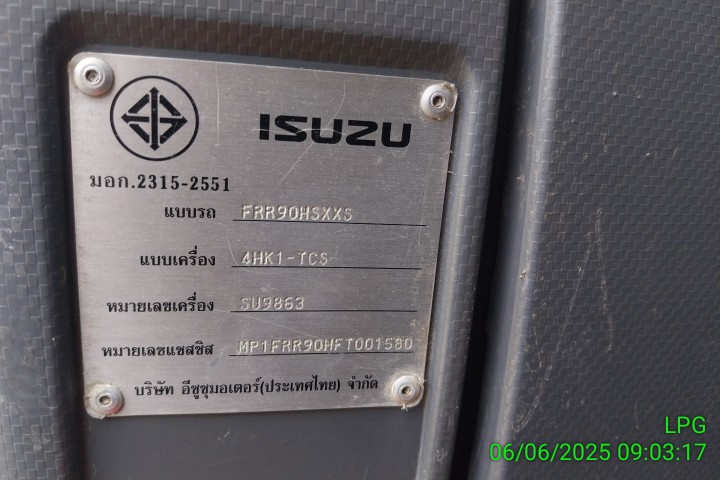 ISUZU
มอก.2315-2551
แบบรถ FRR90HSXXS
แบบเครื่อง 4HK1-TCS
หมายเลขเครื่อง SU9863
หมายเลขแชสซิส MP1FRR90HFT001580
บริษัท อีซูซุมอเตอร์(ประเทศไทย) จำกัด
LPG
06/06/2025 09:03:17